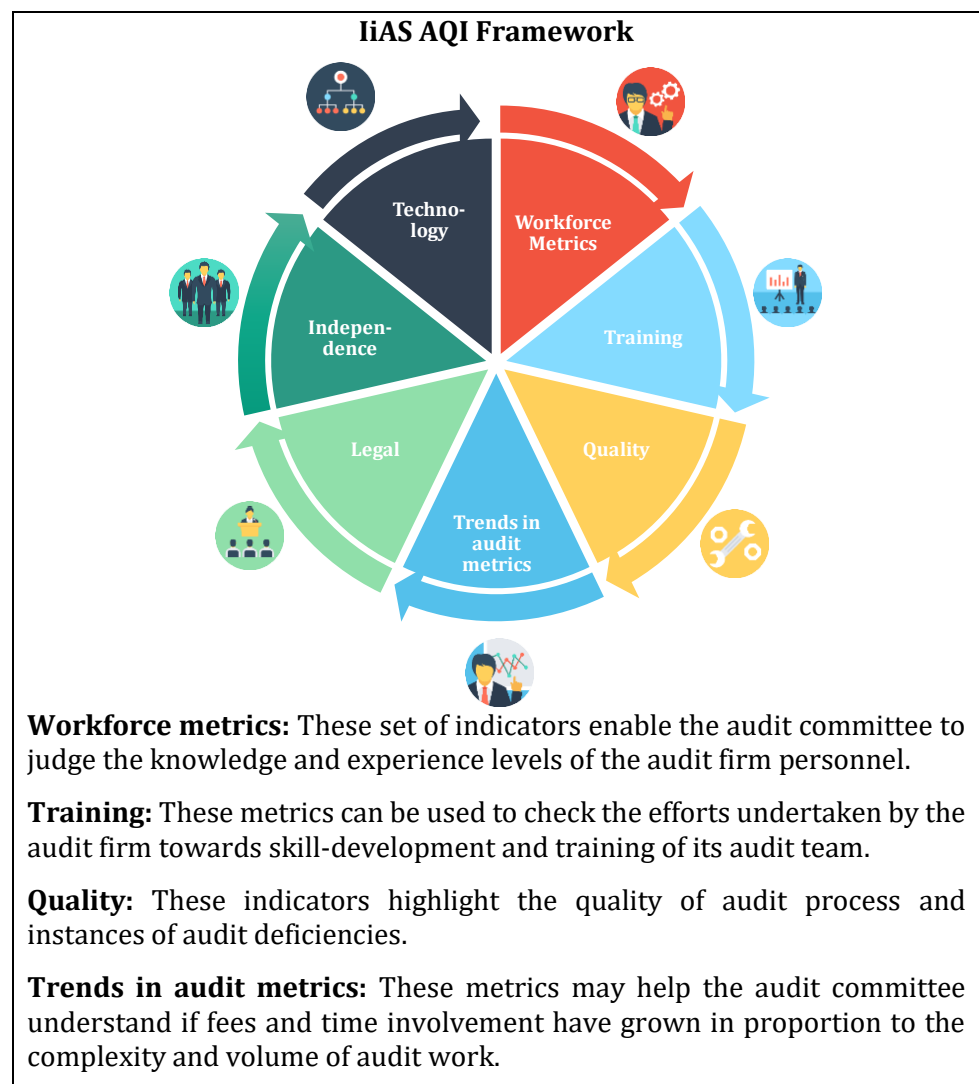 IiAS AQI Framework
Techno-
logy
Workforce
Metrics
Indepen-
dence
Training
Legal
Quality
Trends in
audit
metrics
Workforce metrics: These set of indicators enable the audit committee to
judge the knowledge and experience levels of the audit firm personnel.
Training: These metrics can be used to check the efforts undertaken by the
audit firm towards skill-development and training of its audit team.
Quality: These indicators highlight the quality of audit process and
instances of audit deficiencies.
Trends in audit metrics: These metrics may help the audit committee
understand if fees and time involvement have grown in proportion to the
complexity and volume of audit work.